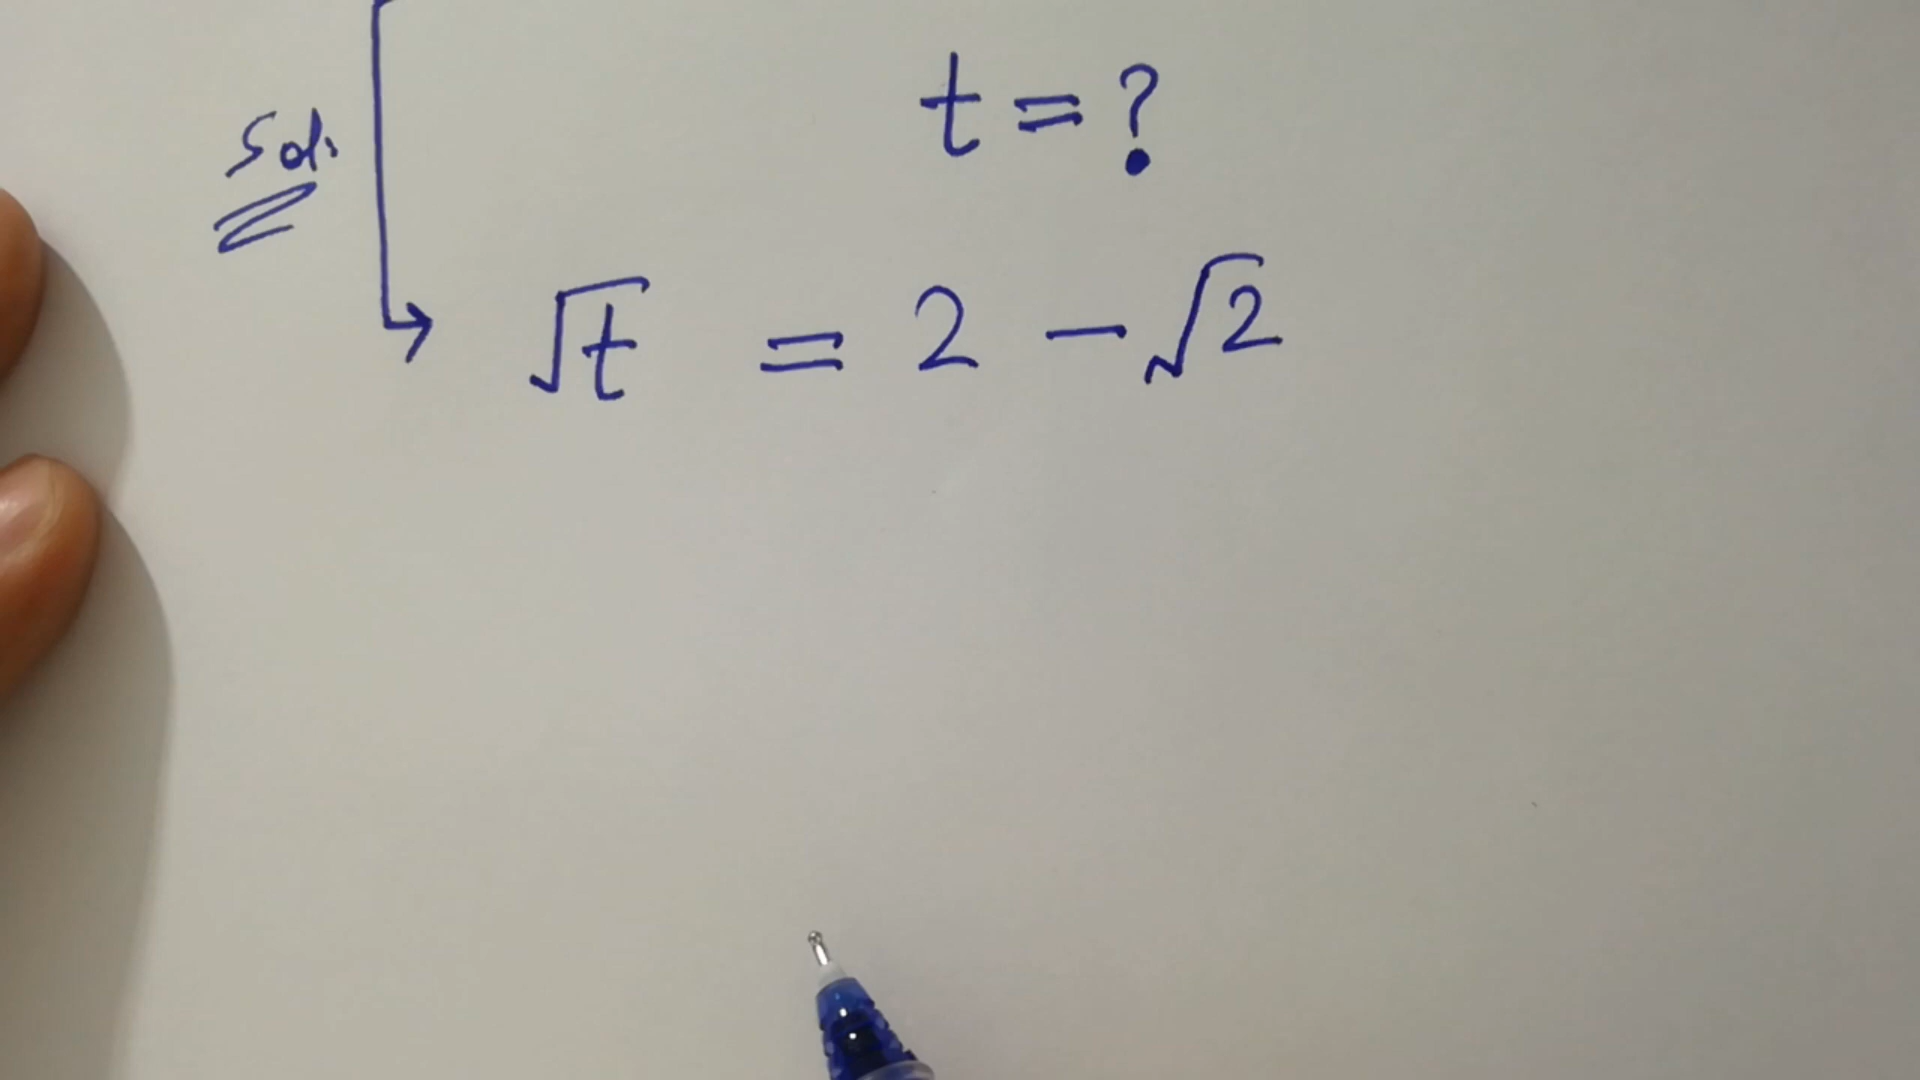 t = ?
Sol:
√t = 2 - √2